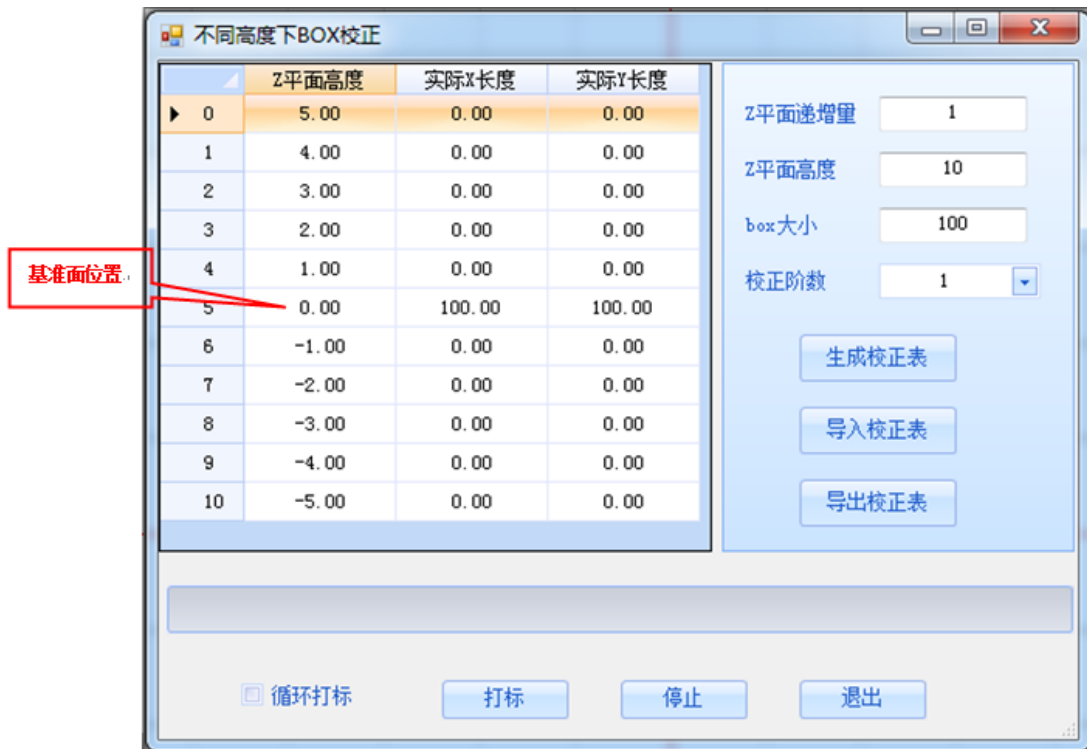 不同高度下BOX校正
Z平面高度 实际X长度 实际Y长度
0 5.00 0.00 0.00
1 4.00 0.00 0.00
2 3.00 0.00 0.00
3 2.00 0.00 0.00
4 1.00 0.00 0.00
5 0.00 100.00 100.00
6 -1.00 0.00 0.00
7 -2.00 0.00 0.00
8 -3.00 0.00 0.00
9 -4.00 0.00 0.00
10 -5.00 0.00 0.00
基准面位置
Z平面递增量 1
Z平面高度 10
box大小 100
校正阶数 1
生成校正表
导入校正表
导出校正表
循环打标 打标 停止 退出